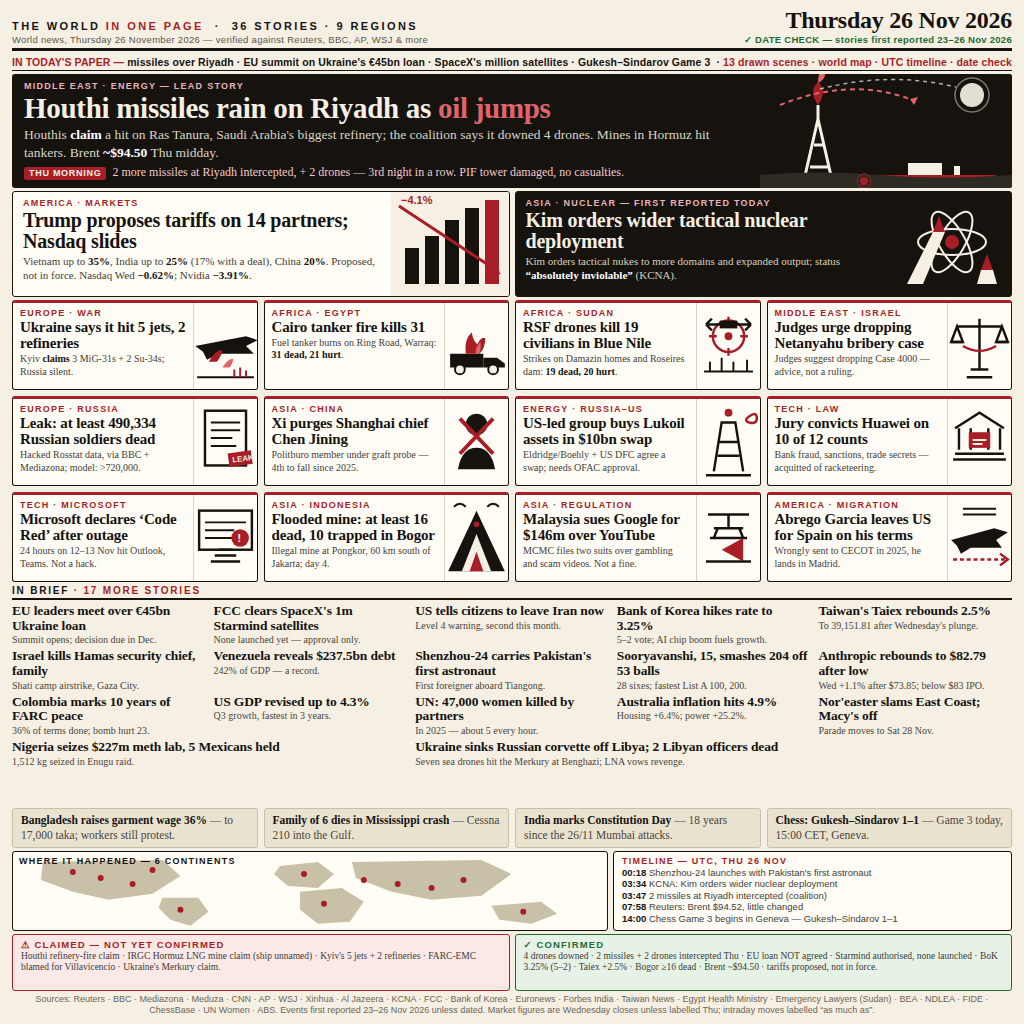 THE WORLD IN ONE PAGE · 36 STORIES · 9 REGIONS
World news, Thursday 26 November 2026 — verified against Reuters, BBC, AP, WSJ & more
Thursday 26 Nov 2026
✓ DATE CHECK — stories first reported 23–26 Nov 2026
IN TODAY'S PAPER — missiles over Riyadh · EU summit on Ukraine's €45bn loan · SpaceX's million satellites · Gukesh–Sindarov Game 3 · 13 drawn scenes · world map · UTC timeline · date check
MIDDLE EAST · ENERGY — LEAD STORY
Houthi missiles rain on Riyadh as oil jumps
Houthis claim a hit on Ras Tanura, Saudi Arabia's biggest refinery; the coalition says it downed 4 drones. Mines in Hormuz hit
tankers. Brent ~$94.50 Thu midday.
THU MORNING 2 more missiles at Riyadh intercepted, + 2 drones — 3rd night in a row. PIF tower damaged, no casualties.
AMERICA · MARKETS
Trump proposes tariffs on 14 partners;
Nasdaq slides
Vietnam up to 35%, India up to 25% (17% with a deal), China 20%. Proposed,
not in force. Nasdaq Wed −0.62%; Nvidia −3.91%.
−4.1%
ASIA · NUCLEAR — FIRST REPORTED TODAY
Kim orders wider tactical nuclear
deployment
Kim orders tactical nukes to more domains and expanded output; status
“absolutely inviolable” (KCNA).
EUROPE · WAR
Ukraine says it hit 5 jets, 2
refineries
Kyiv claims 3 MiG-31s + 2 Su-34s;
Russia silent.
AFRICA · EGYPT
Cairo tanker fire kills 31
Fuel tanker burns on Ring Road, Warraq:
31 dead, 21 hurt.
AFRICA · SUDAN
RSF drones kill 19
civilians in Blue Nile
Strikes on Damazin homes and Roseires
dam: 19 dead, 20 hurt.
MIDDLE EAST · ISRAEL
Judges urge dropping
Netanyahu bribery case
Judges suggest dropping Case 4000 —
advice, not a ruling.
EUROPE · RUSSIA
Leak: at least 490,334
Russian soldiers dead
Hacked Rosstat data, via BBC +
Mediazona; model: >720,000.
LEAK
ASIA · CHINA
Xi purges Shanghai chief
Chen Jining
Politburo member under graft probe —
4th to fall since 2025.
ENERGY · RUSSIA–US
US-led group buys Lukoil
assets in $10bn swap
Eldridge/Boehly + US DFC agree a
swap; needs OFAC approval.
TECH · LAW
Jury convicts Huawei on
10 of 12 counts
Bank fraud, sanctions, trade secrets —
acquitted of racketeering.
TECH · MICROSOFT
Microsoft declares ‘Code
Red’ after outage
24 hours on 12–13 Nov hit Outlook,
Teams. Not a hack.
!
ASIA · INDONESIA
Flooded mine: at least 16
dead, 10 trapped in Bogor
Illegal mine at Pongkor, 60 km south of
Jakarta; day 4.
ASIA · REGULATION
Malaysia sues Google for
$146m over YouTube
MCMC files two suits over gambling
and scam videos. Not a fine.
AMERICA · MIGRATION
Abrego Garcia leaves US
for Spain on his terms
Wrongly sent to CECOT in 2025, he
lands in Madrid.
IN BRIEF · 17 MORE STORIES
EU leaders meet over €45bn
Ukraine loan
Summit opens; decision due in Dec.
FCC clears SpaceX's 1m
Starmind satellites
None launched yet — approval only.
US tells citizens to leave Iran now
Level 4 warning, second this month.
Bank of Korea hikes rate to
3.25%
5–2 vote; AI chip boom fuels growth.
Taiwan's Taiex rebounds 2.5%
To 39,151.81 after Wednesday's plunge.
Israel kills Hamas security chief,
family
Shati camp airstrike, Gaza City.
Venezuela reveals $237.5bn debt
242% of GDP — a record.
Shenzhou-24 carries Pakistan's
first astronaut
First foreigner aboard Tiangong.
Sooryavanshi, 15, smashes 204 off
53 balls
28 sixes; fastest List A 100, 200.
Anthropic rebounds to $82.79
after low
Wed +1.1% after $73.85; below $83 IPO.
Colombia marks 10 years of
FARC peace
36% of terms done; bomb hurt 23.
US GDP revised up to 4.3%
Q3 growth, fastest in 3 years.
UN: 47,000 women killed by
partners
In 2025 — about 5 every hour.
Australia inflation hits 4.9%
Housing +6.4%; power +25.2%.
Nor'easter slams East Coast;
Macy's off
Parade moves to Sat 28 Nov.
Nigeria seizes $227m meth lab, 5 Mexicans held
1,512 kg seized in Enugu raid.
Ukraine sinks Russian corvette off Libya; 2 Libyan officers dead
Seven sea drones hit the Merkury at Benghazi; LNA vows revenge.
Bangladesh raises garment wage 36% — to
17,000 taka; workers still protest.
Family of 6 dies in Mississippi crash — Cessna
210 into the Gulf.
India marks Constitution Day — 18 years
since the 26/11 Mumbai attacks.
Chess: Gukesh–Sindarov 1–1 — Game 3 today,
15:00 CET, Geneva.
WHERE IT HAPPENED — 6 CONTINENTS
TIMELINE — UTC, THU 26 NOV
00:18 Shenzhou-24 launches with Pakistan's first astronaut
03:34 KCNA: Kim orders wider nuclear deployment
03:47 2 missiles at Riyadh intercepted (coalition)
07:58 Reuters: Brent $94.52, little changed
14:00 Chess Game 3 begins in Geneva — Gukesh–Sindarov 1–1
⚠ CLAIMED — NOT YET CONFIRMED
Houthi refinery-fire claim · IRGC Hormuz LNG mine claim (ship unnamed) · Kyiv's 5 jets + 2 refineries · FARC-EMC
blamed for Villavicencio · Ukraine's Merkury claim.
✓ CONFIRMED
4 drones downed · 2 missiles + 2 drones intercepted Thu · EU loan NOT agreed · Starmind authorised, none launched · BoK
3.25% (5–2) · Taiex +2.5% · Bogor ≥16 dead · Brent ~$94.50 · tariffs proposed, not in force.
Sources: Reuters · BBC · Mediazona · Meduza · CNN · AP · WSJ · Xinhua · Al Jazeera · KCNA · FCC · Bank of Korea · Euronews · Forbes India · Taiwan News · Egypt Health Ministry · Emergency Lawyers (Sudan) · BEA · NDLEA · FIDE ·
ChessBase · UN Women · ABS. Events first reported 23–26 Nov 2026 unless dated. Market figures are Wednesday closes unless labelled Thu; intraday moves labelled “as much as”.